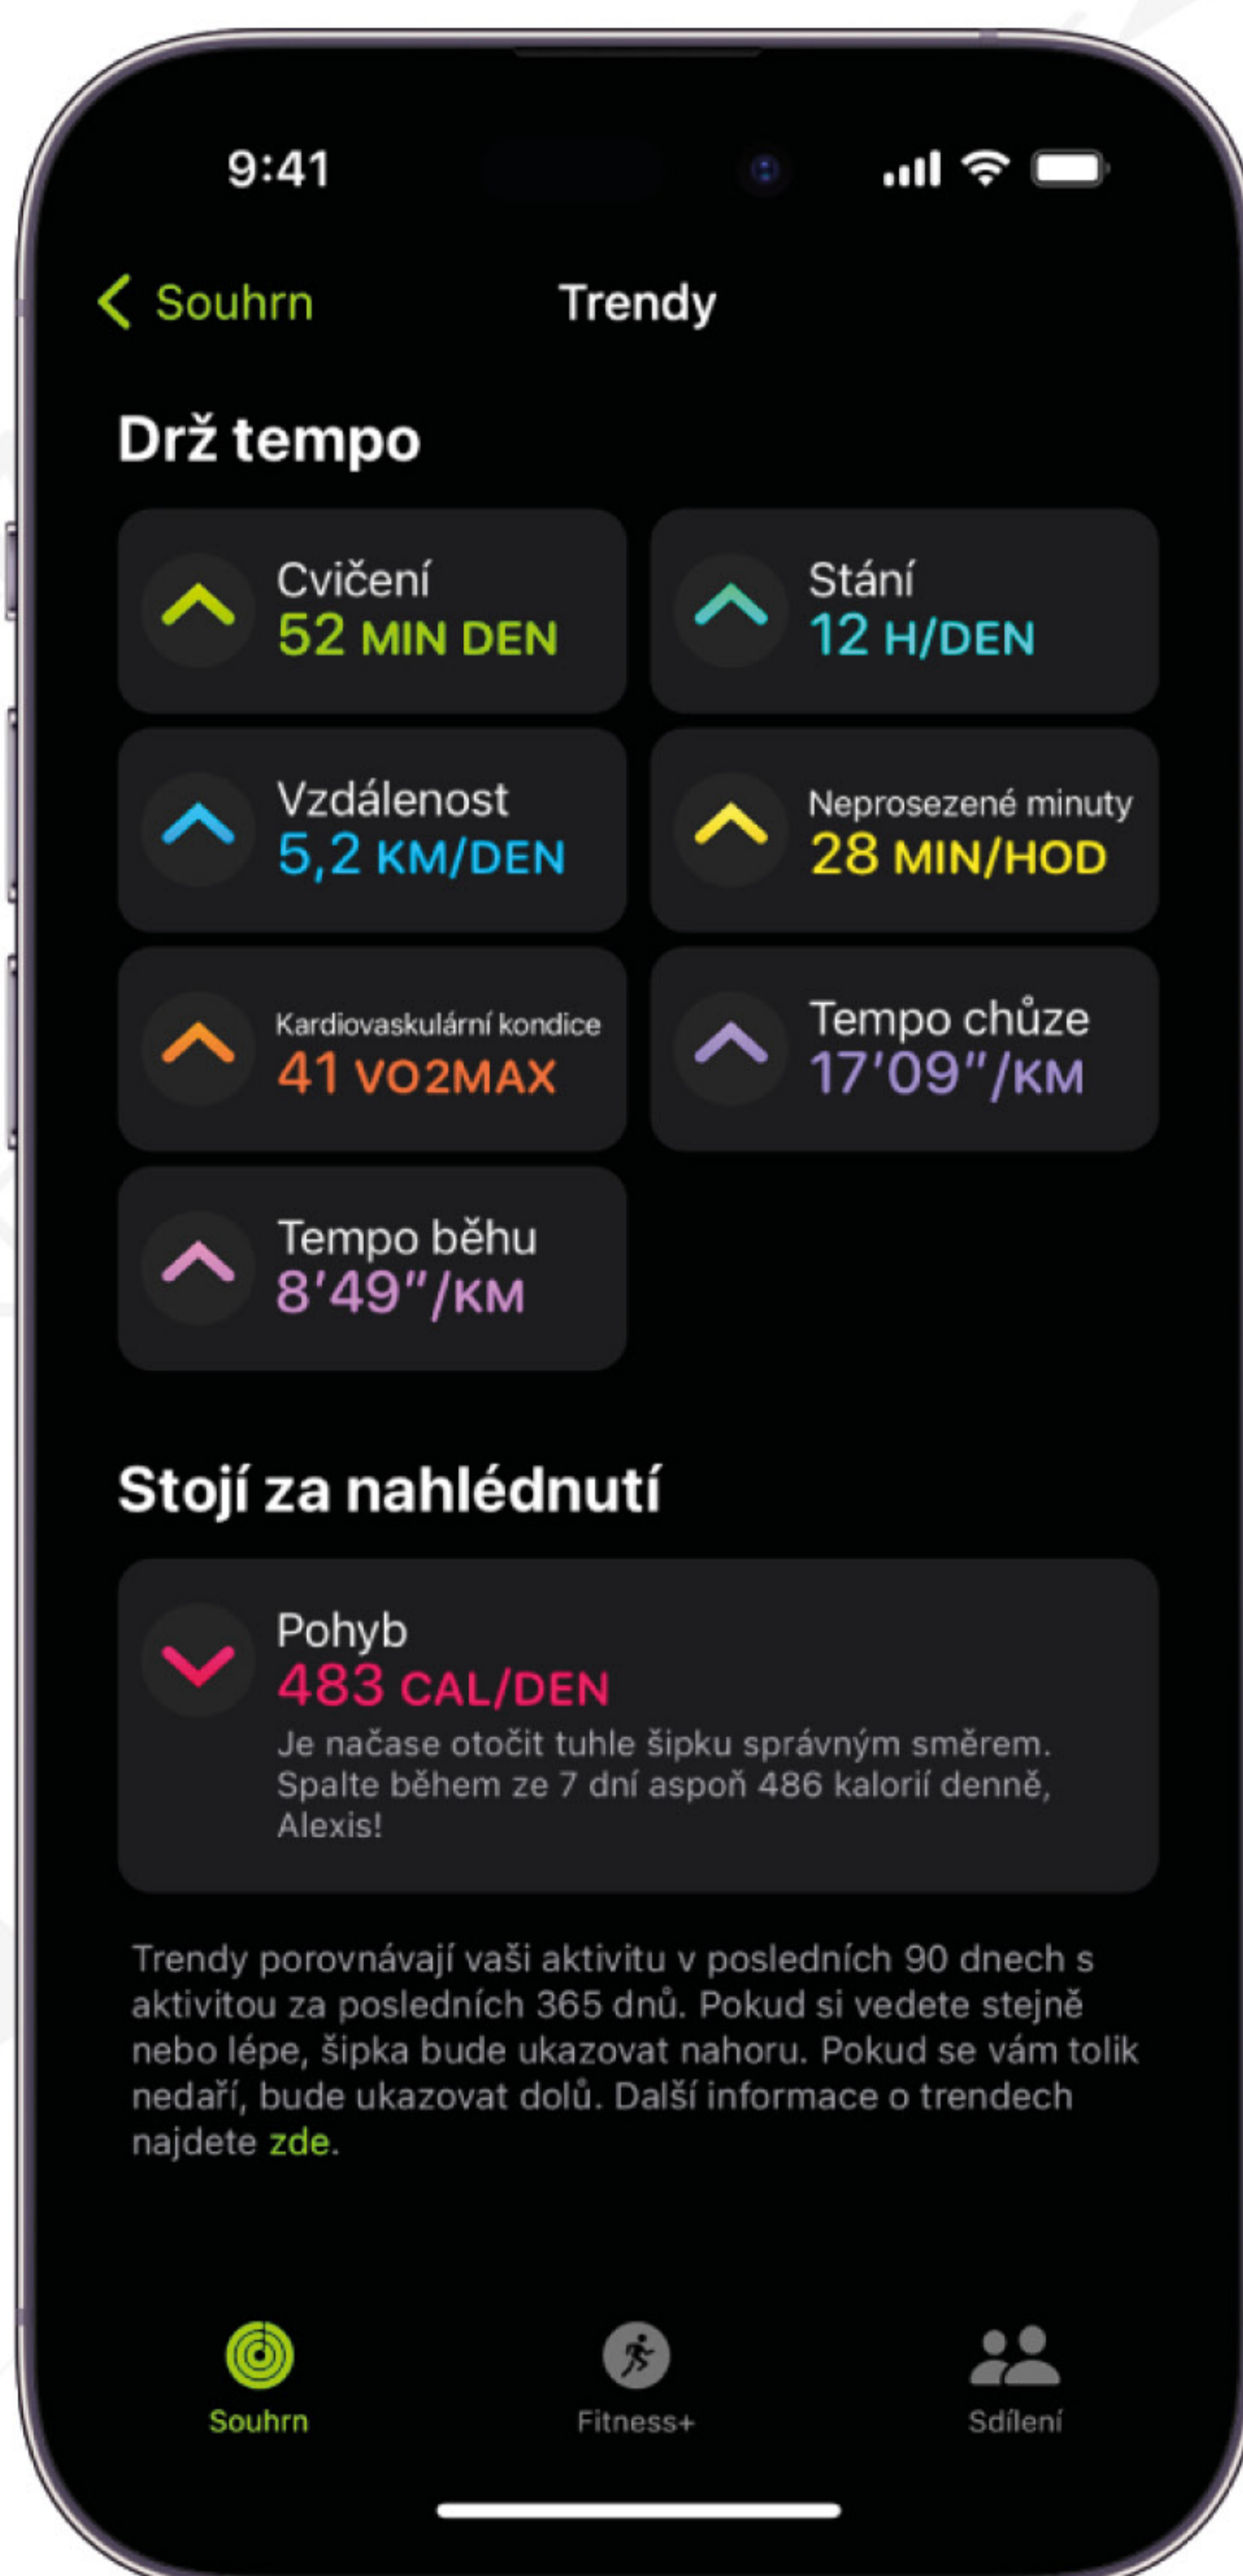 9:41
Souhrn
Trendy
Drž tempo
Cvičení
52 MIN DEN
Stání
12 H/DEN
Vzdálenost
5,2 KM/DEN
Neprosezené minuty
28 MIN/HOD
Kardiovaskulární kondice
41 VO2MAX
Tempo chůze
17'09"/KM
Tempo běhu
8'49"/KM
Stojí za nahlédnutí
Pohyb
483 CAL/DEN
Je načase otočit tuhle šipku správným směrem.
Spalte během ze 7 dní aspoň 486 kalorií denně,
Alexis!
Trendy porovnávají vaši aktivitu v posledních 90 dnech s
aktivitou za posledních 365 dnů. Pokud si vedete stejně
nebo lépe, šipka bude ukazovat nahoru. Pokud se vám tolik
nedaří, bude ukazovat dolů. Další informace o trendech
najdete zde.
Souhrn
Fitness+
Sdílení